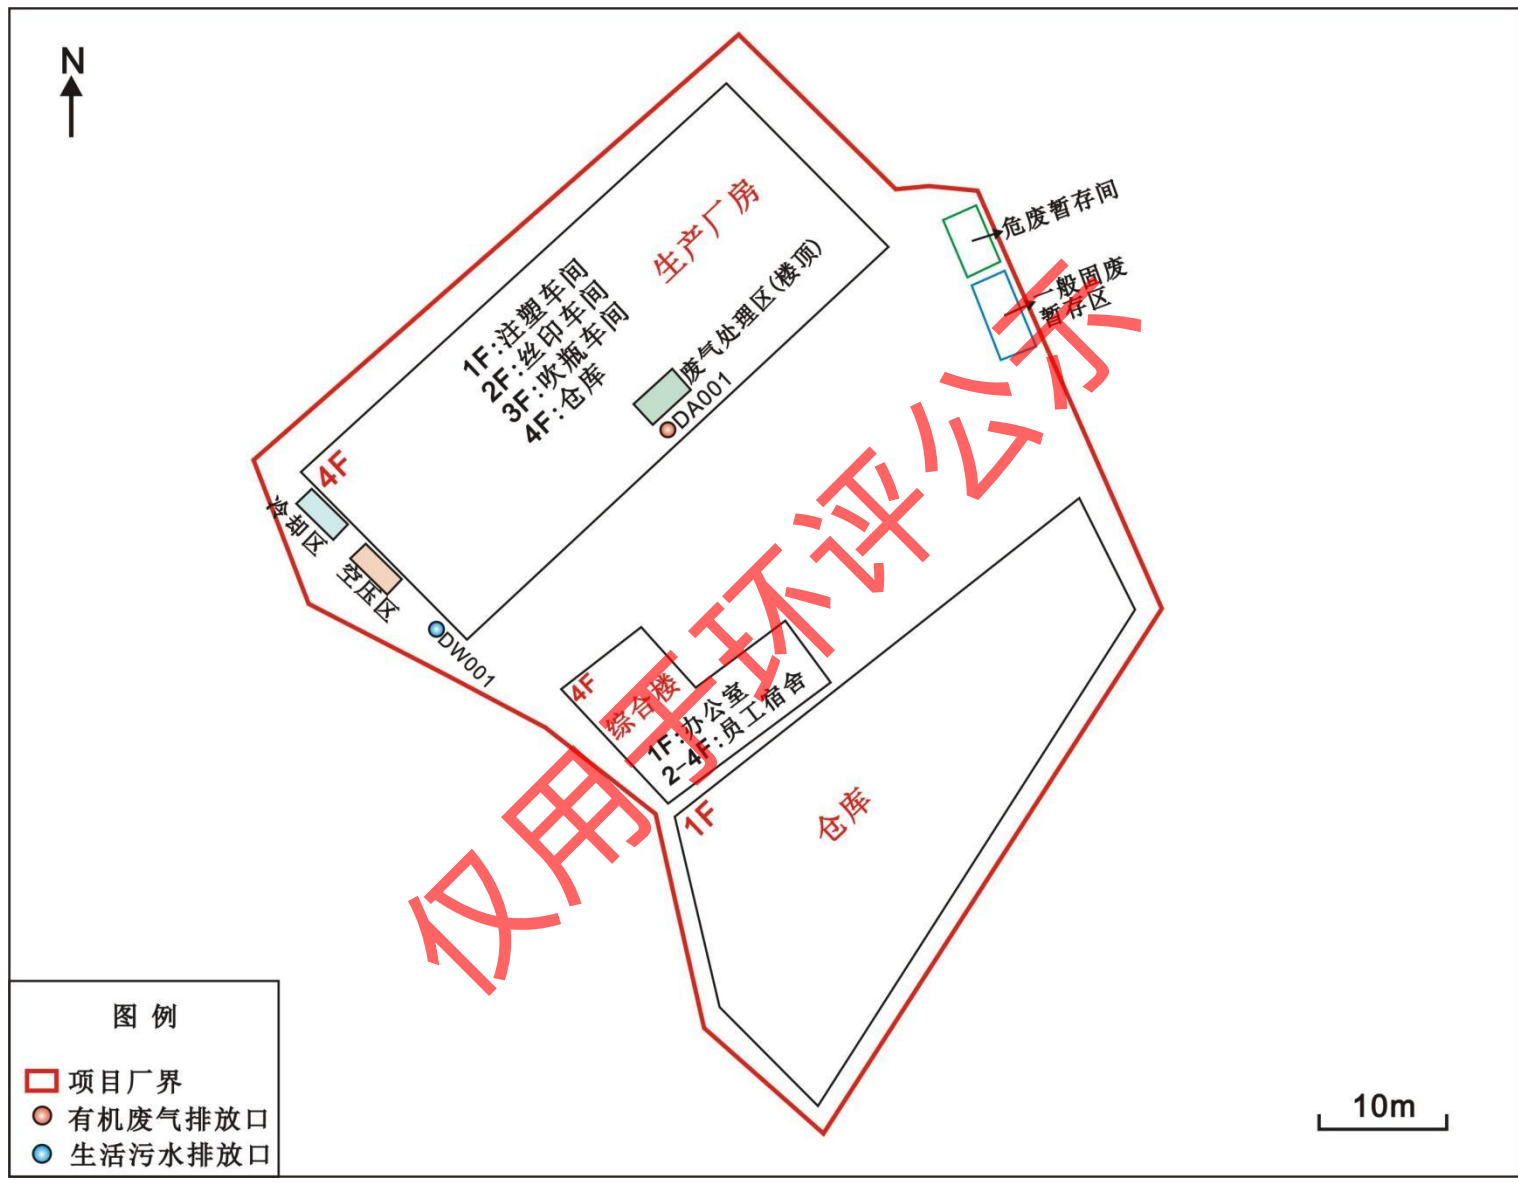 N
生产厂房
1F:注塑车间
2F:丝印车间
3F:吹瓶车间
4F:仓库
废气处理区(楼顶)
DA001
4F
冷却区
空压区
DW001
危废暂存间
一般固废
暂存区
4F
综合楼
1F:办公室
2-4F:员工宿舍
1F
仓库
仅用于环评公示
图 例
项目厂界
有机废气排放口
生活污水排放口
10m